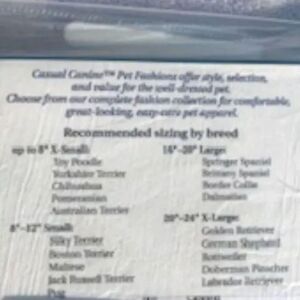 Casual Canine™ Pet Fashions offer style, selection,
and value for the well-dressed pet.
Choose from our complete fashion collection for comfortable,
great-looking, easy-care pet apparel.
Recommended sizing by breed
up to 8" X-Small:
Toy Poodle
Yorkshire Terrier
Chihuahua
Pomeranian
Australian Terrier
8"–12" Small:
Silky Terrier
Boston Terrier
Maltese
Jack Russell Terrier
Pug
16"–20" Large:
Springer Spaniel
Brittany Spaniel
Border Collie
Dalmatian
20"–24" X-Large:
Golden Retriever
German Shepherd
Rottweiler
Doberman Pinscher
Labrador Retriever